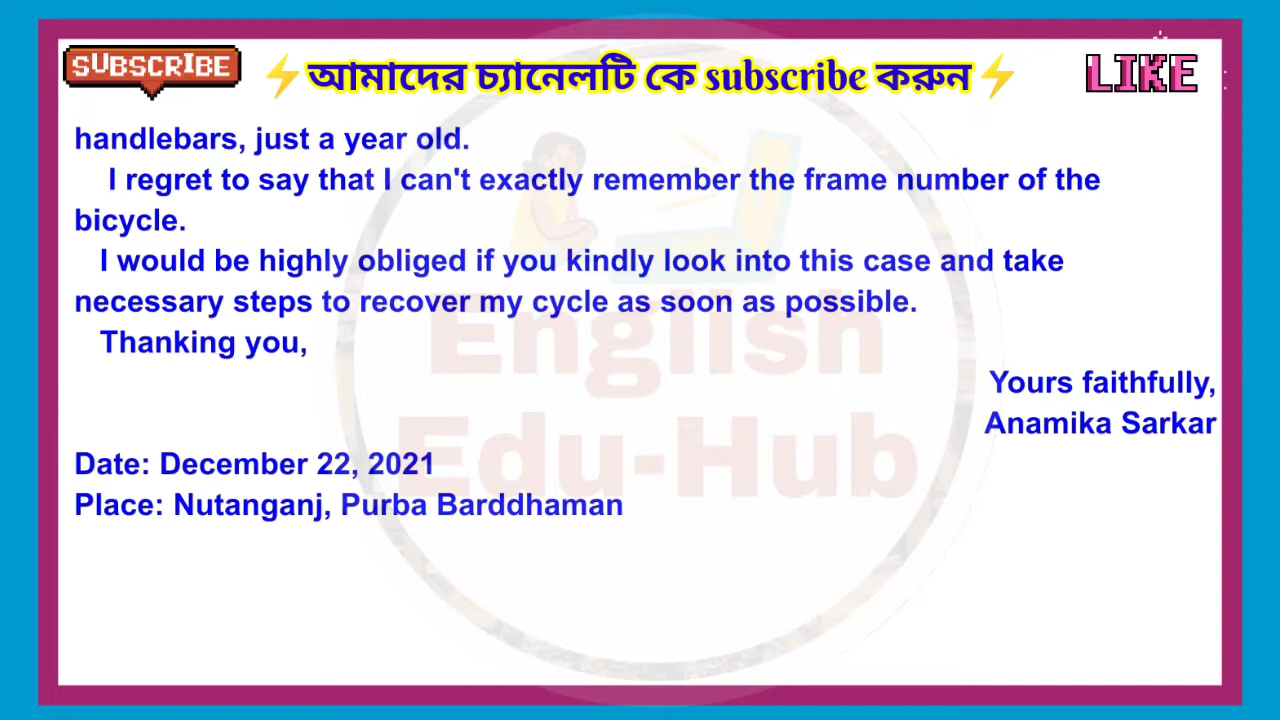 SUBSCRIBE
⚡আমাদের চ্যানেলটি কে subscribe করুন⚡
LIKE
handlebars, just a year old.
I regret to say that I can't exactly remember the frame number of the
bicycle.
I would be highly obliged if you kindly look into this case and take
necessary steps to recover my cycle as soon as possible.
Thanking you,
Yours faithfully,
Anamika Sarkar
Date: December 22, 2021
Place: Nutanganj, Purba Barddhaman
English
Edu-Hub